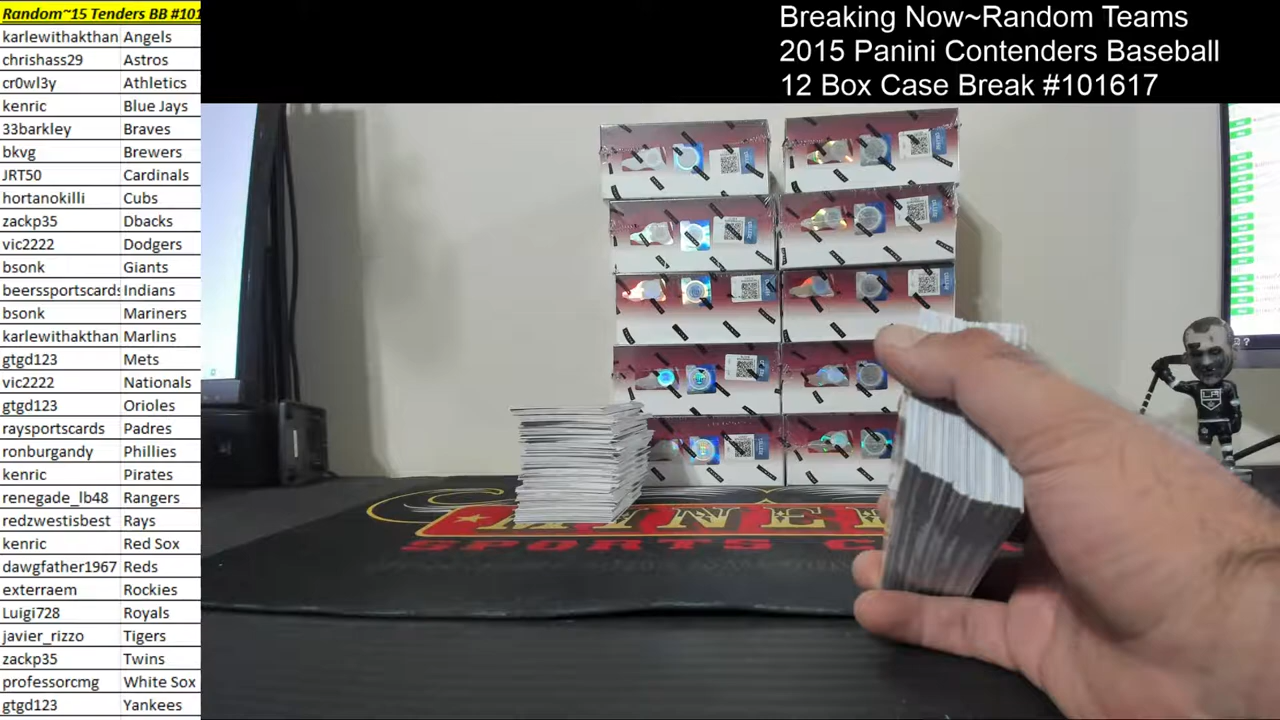 Random~15 Tenders BB #101
karlewithakthan Angels
chrishass29 Astros
cr0wl3y Athletics
kenric Blue Jays
33barkley Braves
bkvg Brewers
JRT50 Cardinals
hortanokilli Cubs
zackp35 Dbacks
vic2222 Dodgers
bsonk Giants
beerssportscards Indians
bsonk Mariners
karlewithakthan Marlins
gtgd123 Mets
vic2222 Nationals
gtgd123 Orioles
raysportscards Padres
ronburgandy Phillies
kenric Pirates
renegade_lb48 Rangers
redzwestisbest Rays
kenric Red Sox
dawgfather1967 Reds
exterraem Rockies
Luigi728 Royals
javier_rizzo Tigers
zackp35 Twins
professorcmg White Sox
gtgd123 Yankees
Breaking Now~Random Teams
2015 Panini Contenders Baseball
12 Box Case Break #101617
SPORTS
LA